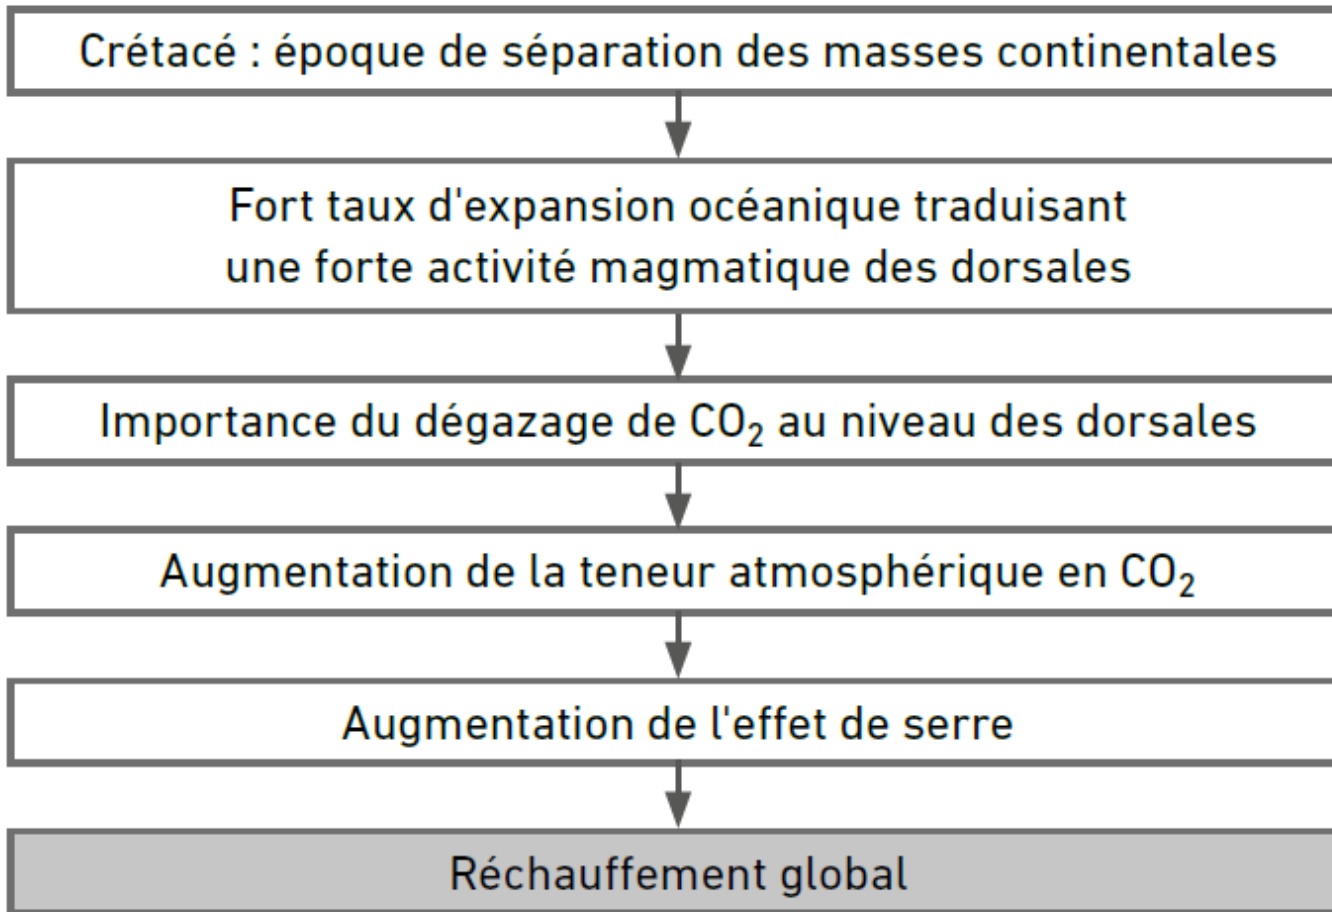 Crétacé : époque de séparation des masses continentales
Fort taux d'expansion océanique traduisant
une forte activité magmatique des dorsales
Importance du dégazage de CO₂ au niveau des dorsales
Augmentation de la teneur atmosphérique en CO₂
Augmentation de l'effet de serre
Réchauffement global